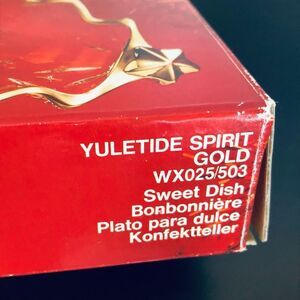 YULETIDE SPIRIT
GOLD
WX025/503
Sweet Dish
Bonbonnière
Plato para dulce
Konfektteller